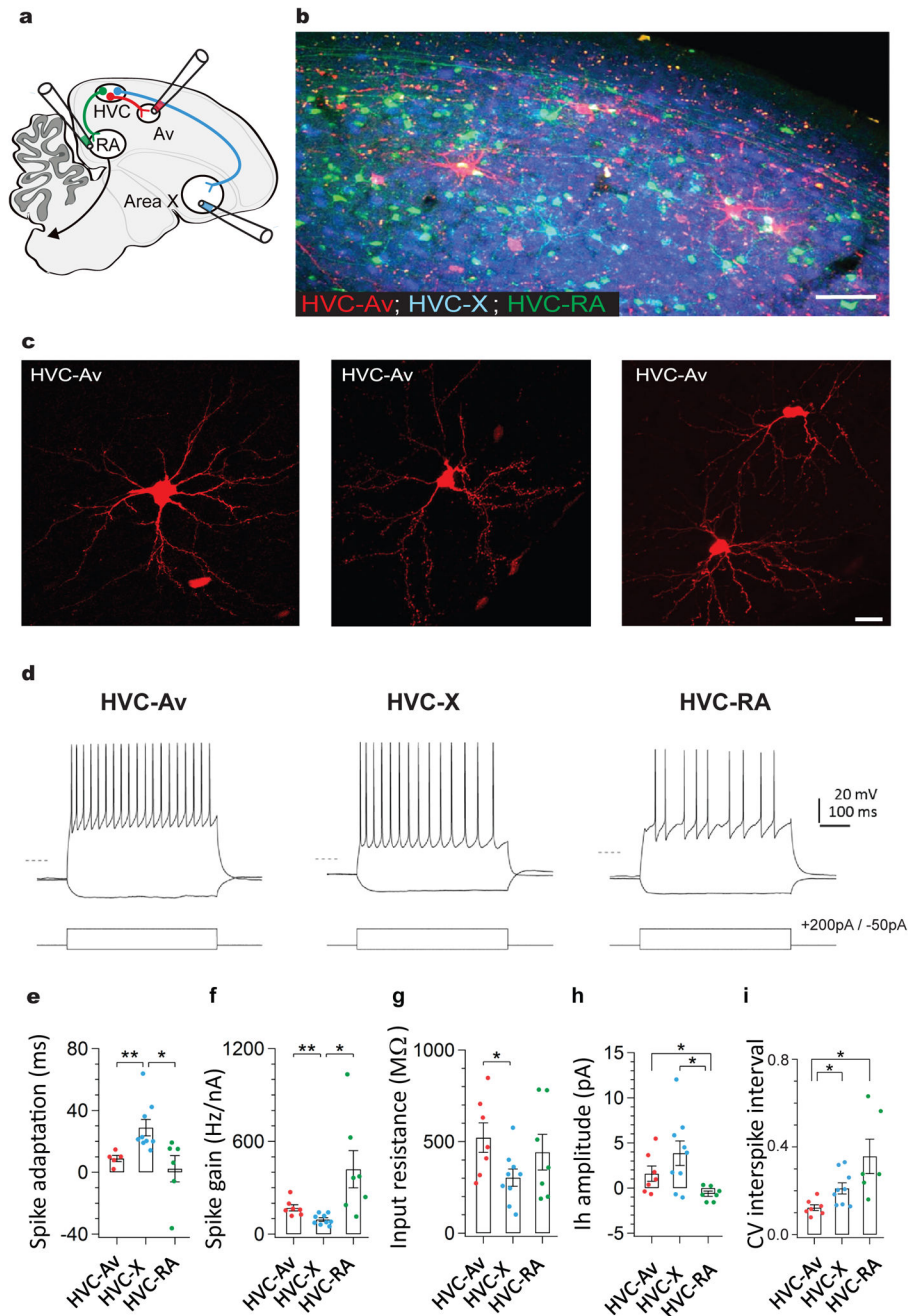 a
HVC
Av
RA
Area X
b
HVC-Av; HVC-X; HVC-RA
c
HVC-Av
HVC-Av
HVC-Av
d
HVC-Av
HVC-X
HVC-RA
20 mV
100 ms
+200pA / -50pA
e
Spike adaptation (ms)
80
40
0
-40
**
*
HVC-Av
HVC-X
HVC-RA
f
Spike gain (Hz/nA)
1200
600
0
**
*
HVC-Av
HVC-X
HVC-RA
g
Input resistance (MΩ)
1000
500
0
*
HVC-Av
HVC-X
HVC-RA
h
Ih amplitude (pA)
15
10
5
0
-5
*
*
HVC-Av
HVC-X
HVC-RA
i
CV interspike interval
0.8
0.4
0.0
*
*
HVC-Av
HVC-X
HVC-RA